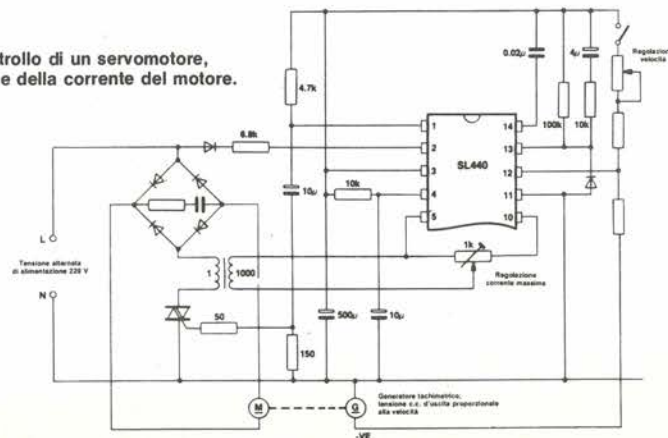 trollo di un servomotore,
e della corrente del motore.
0.02µ
4µ
Regolazione
velocità
4.7k
6.8k
1
14
100k
10k
2
13
SL440
3
12
10µ
10k
4
11
5
10
1k
L
Tensione alternata
di alimentazione 220 V
1
1000
Regolazione
corrente massima
N
50
500µ
10µ
150
M
G
Generatore tachimetrico,
tensione c.c. d'uscita proporzionale
alla velocità
-VE